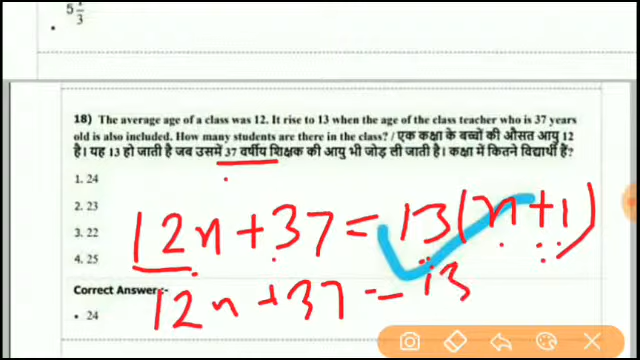 5 1/3
18) The average age of a class was 12. It rise to 13 when the age of the class teacher who is 37 years
old is also included. How many students are there in the class? / एक कक्षा के बच्चों की औसत आयु 12
है। यह 13 हो जाती है जब उसमें 37 वर्षीय शिक्षक की आयु भी जोड़ ली जाती है। कक्षा में कितने विद्यार्थी हैं?
1. 24
2. 23
3. 22
4. 25
12n+37=13(n+1)
12n+37=13
Correct Answer:-
• 24